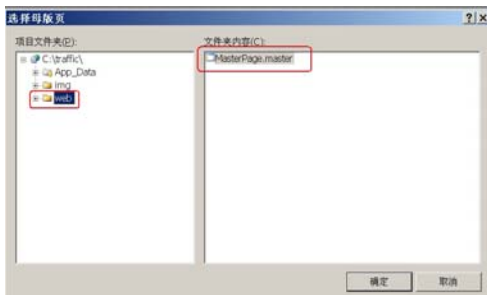 选择母版页
项目文件夹(P):
C:\traffic\
App_Data
img
web
文件夹内容(C):
MasterPage.master
确定
取消